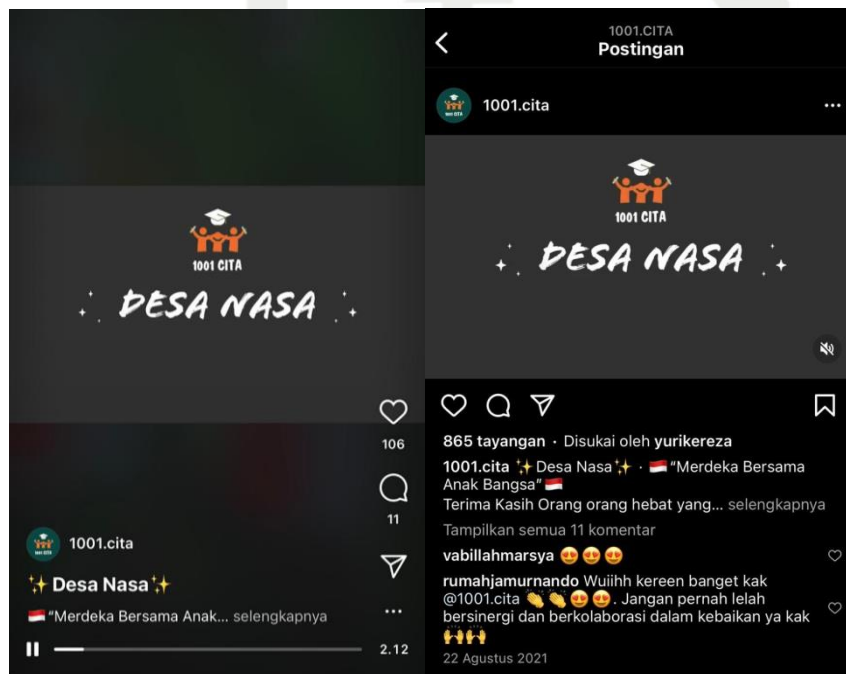 1001 CITA
DESA NASA
106
11
1001.cita
✨Desa Nasa✨
🇮🇩"Merdeka Bersama Anak... selengkapnya
2.12
1001.CITA
Postingan
1001.cita
1001 CITA
DESA NASA
865 tayangan · Disukai oleh yurikereza
1001.cita ✨Desa Nasa✨ · 🇮🇩"Merdeka Bersama
Anak Bangsa"🇮🇩
Terima Kasih Orang orang hebat yang... selengkapnya
Tampilkan semua 11 komentar
vabillahmarsya 😍😍😍
rumahjamurnando Wuiihh kereen banget kak
@1001.cita 👏👏😍😍. Jangan pernah lelah
bersinergi dan berkolaborasi dalam kebaikan ya kak
🙌🙌
22 Agustus 2021